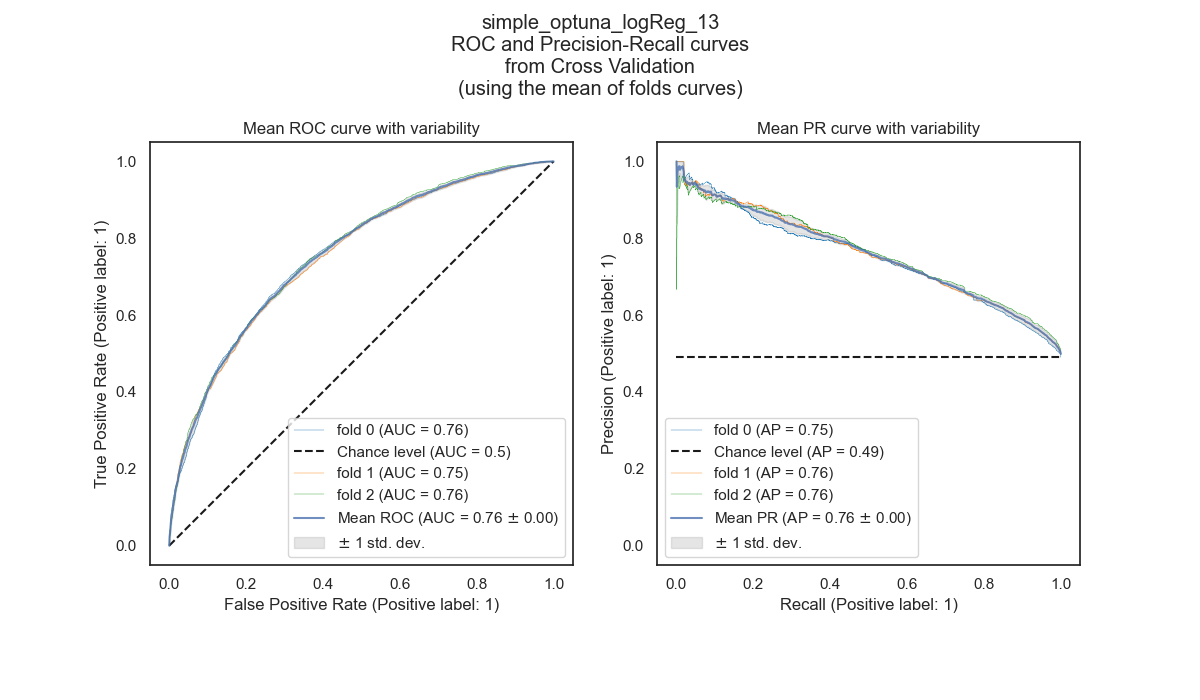 simple_optuna_logReg_13
ROC and Precision-Recall curves
from Cross Validation
(using the mean of folds curves)
Mean ROC curve with variability
True Positive Rate (Positive label: 1)
1.0
0.8
0.6
0.4
0.2
0.0
fold 0 (AUC = 0.76)
Chance level (AUC = 0.5)
fold 1 (AUC = 0.75)
fold 2 (AUC = 0.76)
Mean ROC (AUC = 0.76 ± 0.00)
± 1 std. dev.
0.0 0.2 0.4 0.6 0.8 1.0
False Positive Rate (Positive label: 1)
Mean PR curve with variability
Precision (Positive label: 1)
1.0
0.8
0.6
0.4
0.2
0.0
fold 0 (AP = 0.75)
Chance level (AP = 0.49)
fold 1 (AP = 0.76)
fold 2 (AP = 0.76)
Mean PR (AP = 0.76 ± 0.00)
± 1 std. dev.
0.0 0.2 0.4 0.6 0.8 1.0
Recall (Positive label: 1)